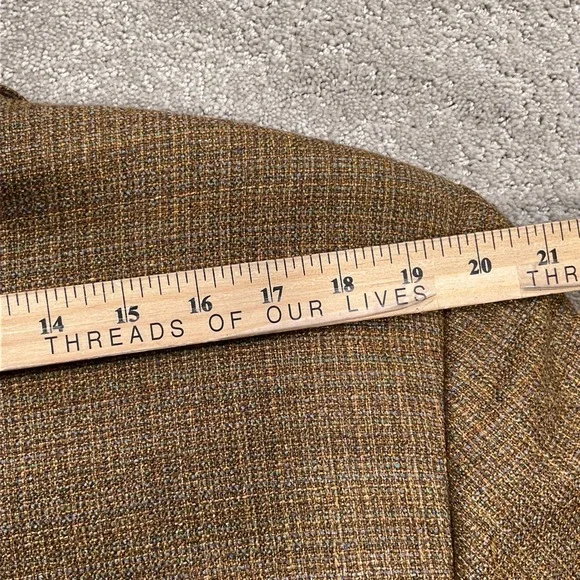 14 15 16 17 18 19 20 21
THREADS OF OUR LIVES THR